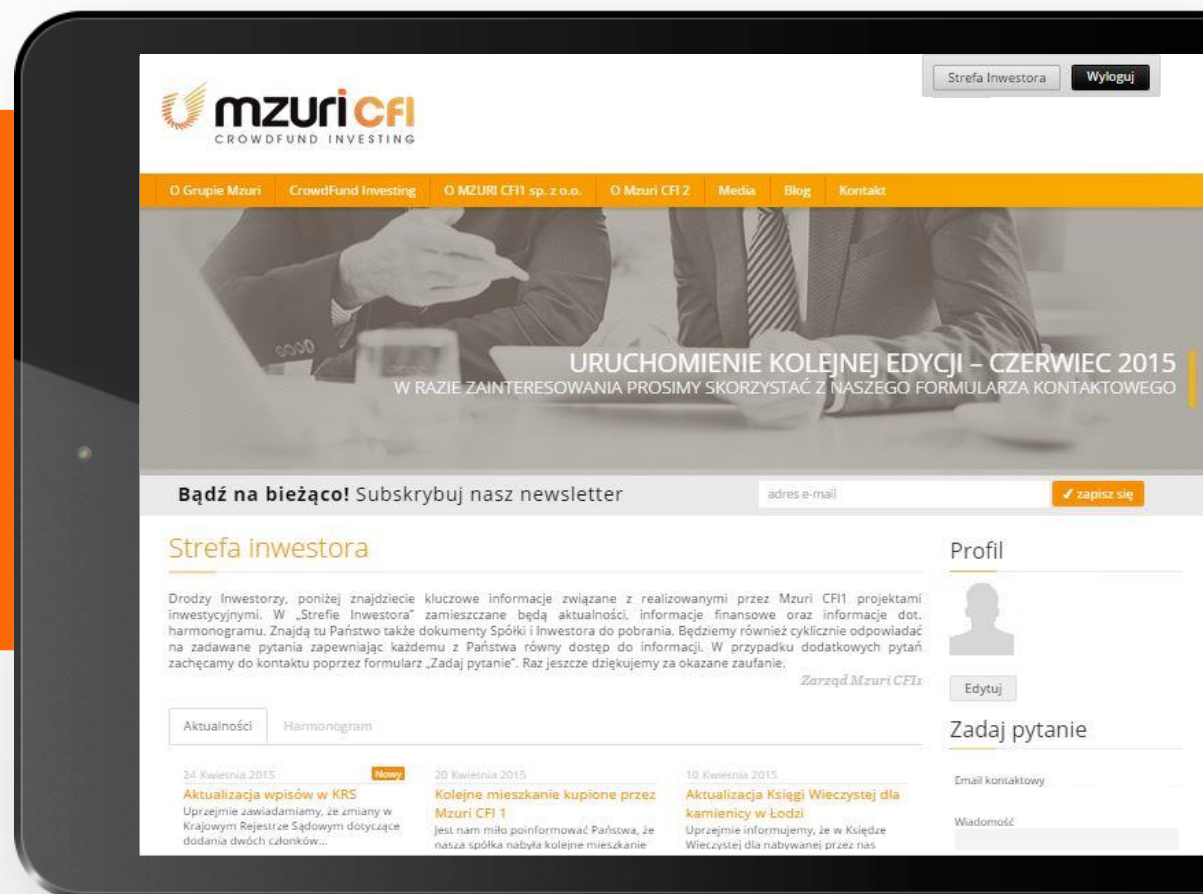 Strefa Inwestora
Wyloguj
mzuri CFI
CROWDFUND INVESTING
O Grupie Mzuri
CrowdFund Investing
O MZURI CFI1 sp. z o.o.
O Mzuri CFI 2
Media
Blog
Kontakt
URUCHOMIENIE KOLEJNEJ EDYCJI – CZERWIEC 2015
W RAZIE ZAINTERESOWANIA PROSIMY SKORZYSTAĆ Z NASZEGO FORMULARZA KONTAKTOWEGO
Bądź na bieżąco! Subskrybuj nasz newsletter
adres e-mail
zapisz się
Strefa inwestora
Drodzy Inwestorzy, poniżej znajdziecie kluczowe informacje związane z realizowanymi przez Mzuri CFI1 projektami
inwestycyjnymi. W „Strefie Inwestora” zamieszczane będą aktualności, informacje finansowe oraz informacje dot.
harmonogramu. Znajdą tu Państwo także dokumenty Spółki i Inwestora do pobrania. Będziemy również cyklicznie odpowiadać
na zadawane pytania zapewniając każdemu z Państwa równy dostęp do informacji. W przypadku dodatkowych pytań
zachęcamy do kontaktu poprzez formularz „Zadaj pytanie”. Raz jeszcze dziękujemy za okazane zaufanie.
Zarząd Mzuri CFI1
Aktualności
Harmonogram
24 Kwietnia 2015
Nowy
Aktualizacja wpisów w KRS
Uprzejmie zawiadamiamy, że zmiany w
Krajowym Rejestrze Sądowym dotyczące
dodania dwóch członków...
20 Kwietnia 2015
Kolejne mieszkanie kupione przez
Mzuri CFI 1
Jest nam miło poinformować Państwa, że
nasza spółka nabyła kolejne mieszkanie
10 Kwietnia 2015
Aktualizacja Księgi Wieczystej dla
kamienicy w Łodzi
Uprzejmie informujemy, że w Księdze
Wieczystej dla nabywanej przez nas
Profil
Edytuj
Zadaj pytanie
Email kontaktowy
Wiadomość